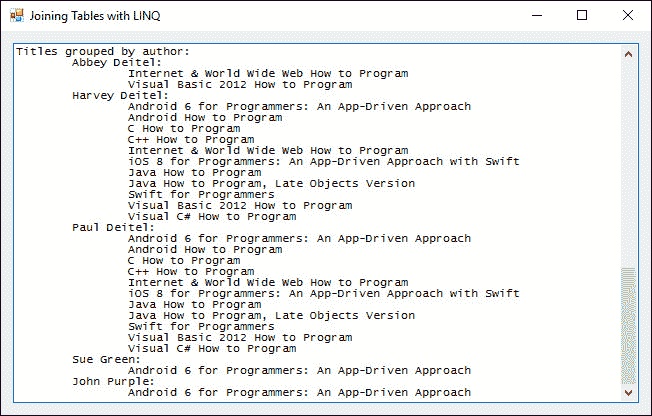 Joining Tables with LINQ
Titles grouped by author:
Abbey Deitel:
Internet & World Wide Web How to Program
Visual Basic 2012 How to Program
Harvey Deitel:
Android 6 for Programmers: An App-Driven Approach
Android How to Program
C How to Program
C++ How to Program
Internet & World Wide Web How to Program
iOS 8 for Programmers: An App-Driven Approach with Swift
Java How to Program
Java How to Program, Late Objects Version
Swift for Programmers
Visual Basic 2012 How to Program
Visual C# How to Program
Paul Deitel:
Android 6 for Programmers: An App-Driven Approach
Android How to Program
C How to Program
C++ How to Program
Internet & World Wide Web How to Program
iOS 8 for Programmers: An App-Driven Approach with Swift
Java How to Program
Java How to Program, Late Objects Version
Swift for Programmers
Visual Basic 2012 How to Program
Visual C# How to Program
Sue Green:
Android 6 for Programmers: An App-Driven Approach
John Purple:
Android 6 for Programmers: An App-Driven Approach